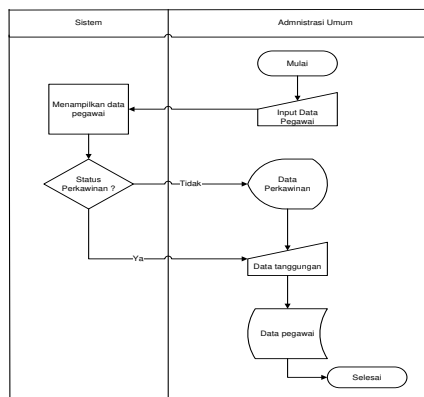 Sistem
Admnistrasi Umum
Mulai
Menampilkan data
pegawai
Input Data
Pegawai
Status
Perkawinan ?
Tidak
Data
Perkawinan
Ya
Data tanggungan
Data pegawai
Selesai